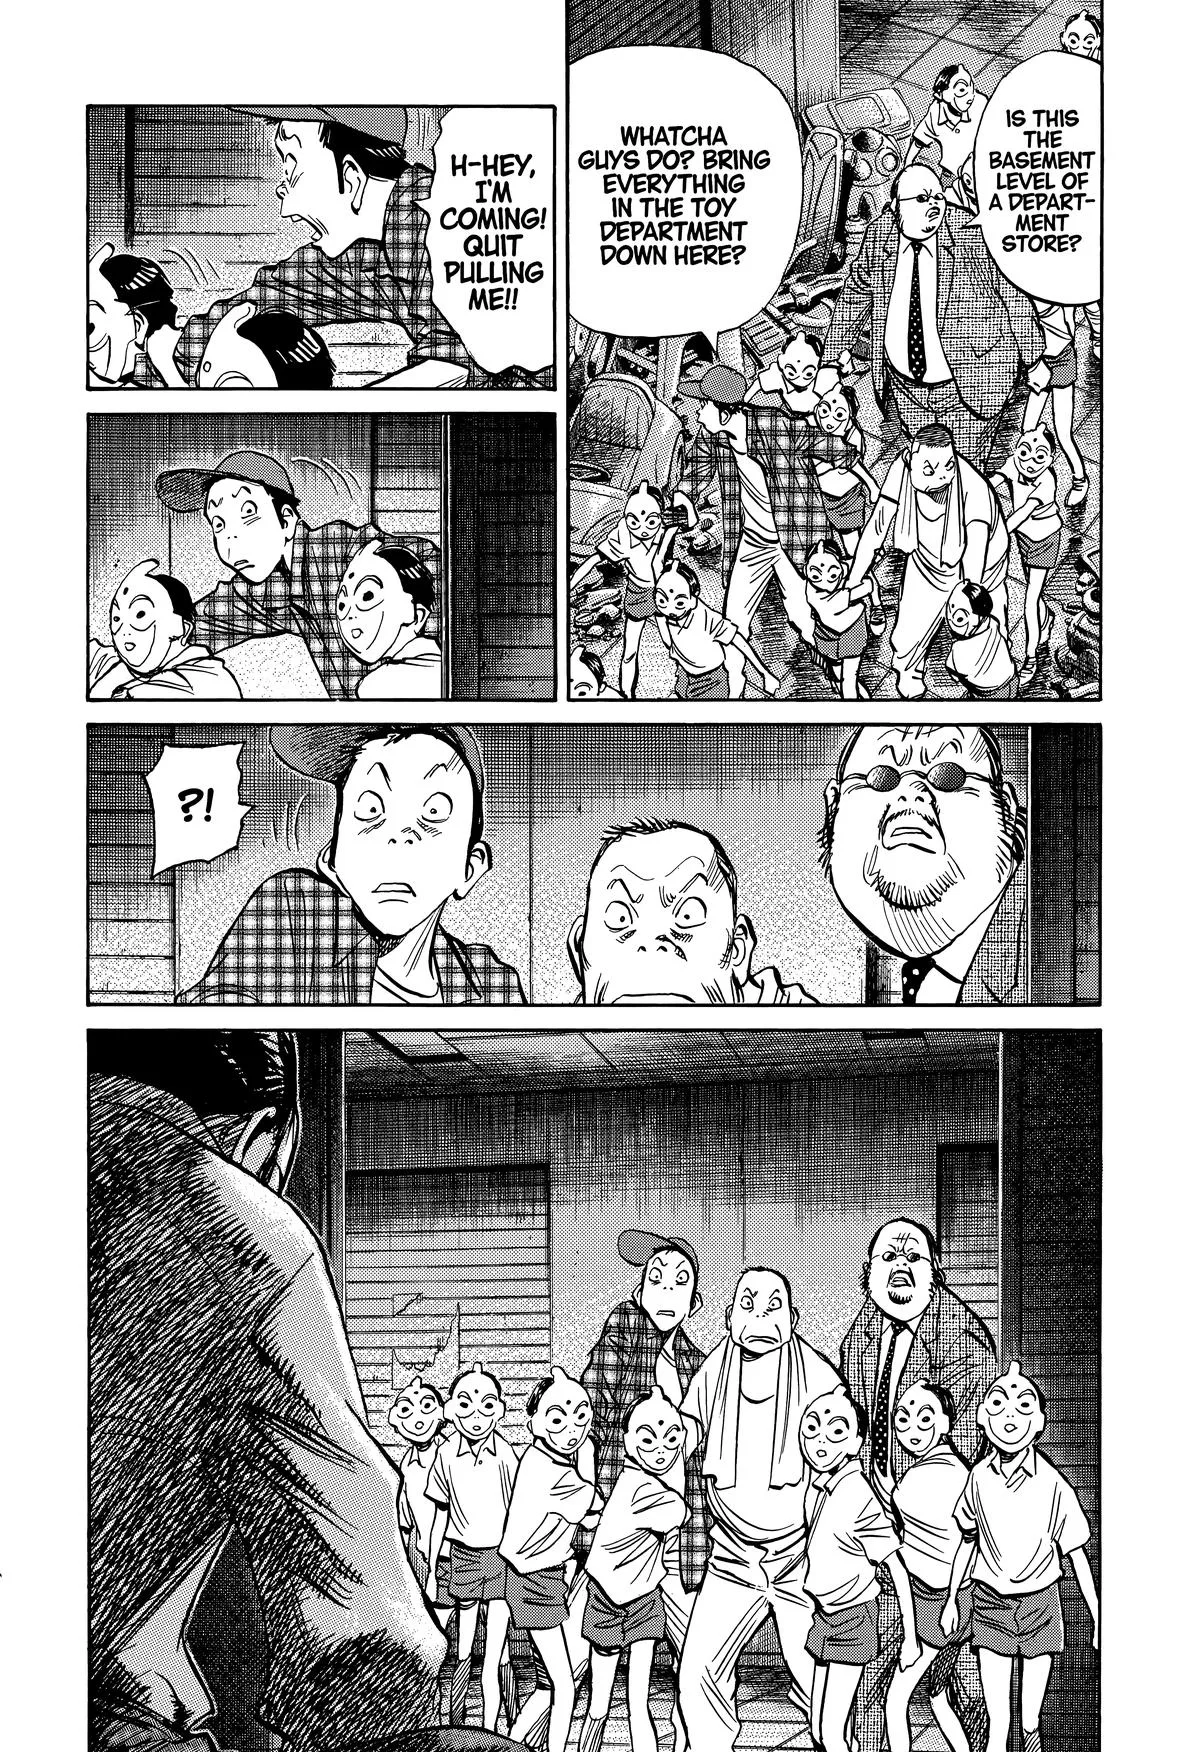 IS THIS
THE
BASEMENT
LEVEL OF
A DEPART-
MENT
STORE?
WHATCHA
GUYS DO? BRING
EVERYTHING
IN THE TOY
DEPARTMENT
DOWN HERE?
H-HEY,
I'M
COMING!
QUIT
PULLING
ME!!
?!